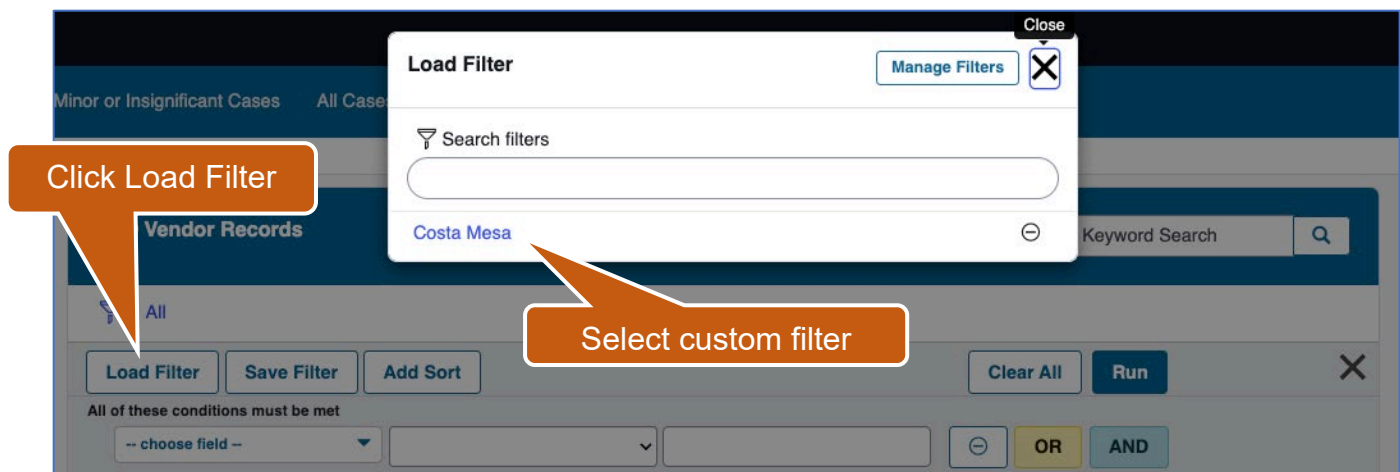 Close
Load Filter
Manage Filters
Minor or Insignificant Cases All Case
Search filters
Click Load Filter
Vendor Records
Costa Mesa
Keyword Search
All
Select custom filter
Load Filter Save Filter Add Sort Clear All Run
All of these conditions must be met
-- choose field -- OR AND